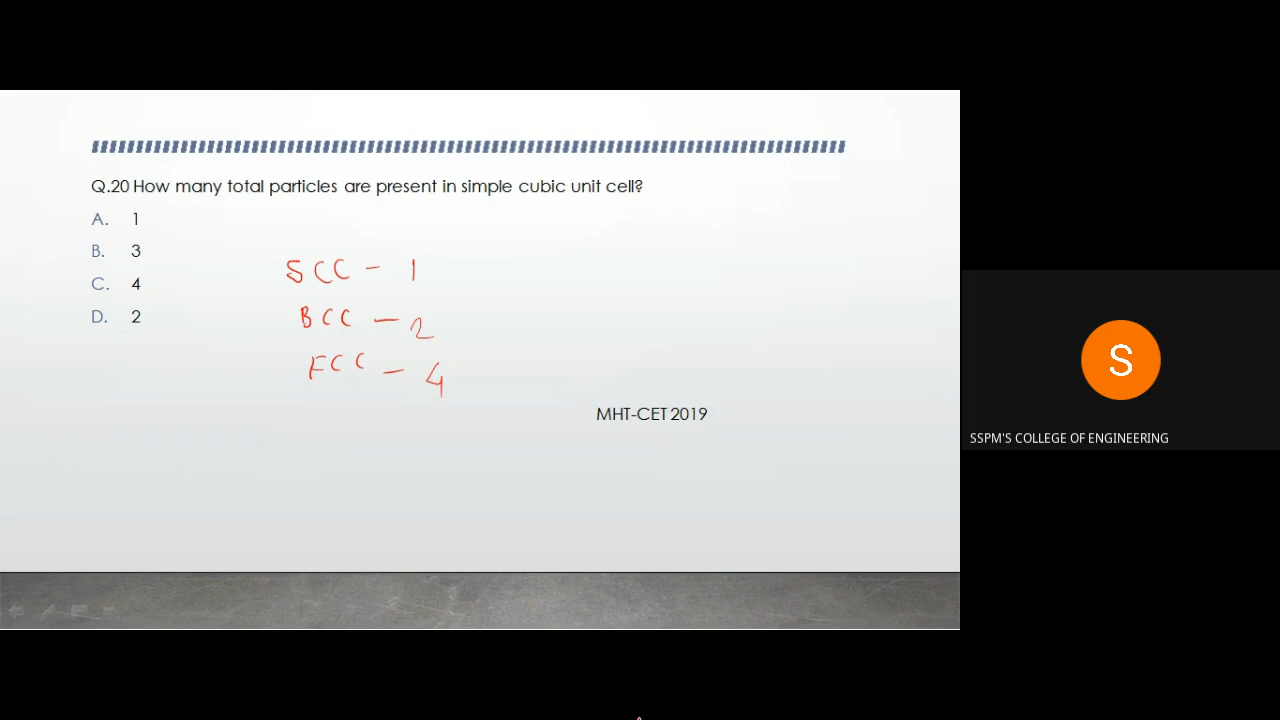 Q.20 How many total particles are present in simple cubic unit cell?
A. 1
B. 3
C. 4
D. 2
SCC - 1
BCC - 2
FCC - 4
MHT-CET 2019
S
SSPM'S COLLEGE OF ENGINEERING